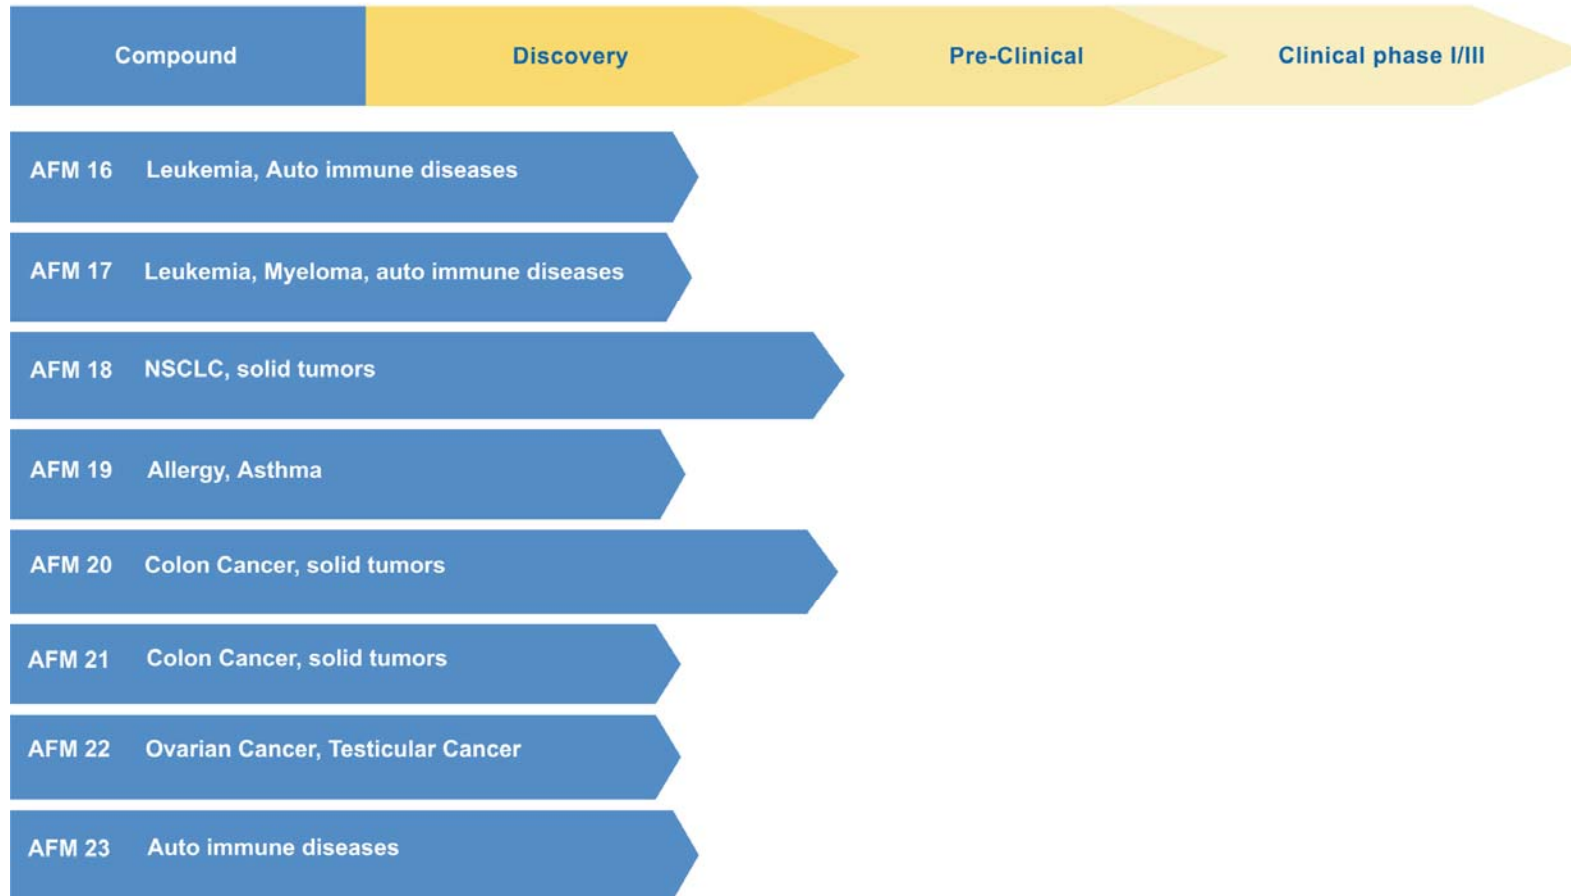 Compound Discovery Pre-Clinical Clinical phase I/III
AFM 16 Leukemia, Auto immune diseases
AFM 17 Leukemia, Myeloma, auto immune diseases
AFM 18 NSCLC, solid tumors
AFM 19 Allergy, Asthma
AFM 20 Colon Cancer, solid tumors
AFM 21 Colon Cancer, solid tumors
AFM 22 Ovarian Cancer, Testicular Cancer
AFM 23 Auto immune diseases